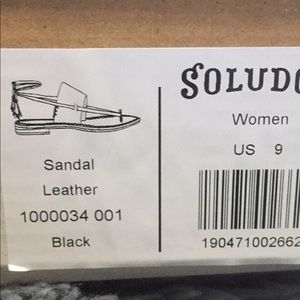 Sandal
Leather
1000034 001
Black
SOLUDO
Women
US 9
190471002662